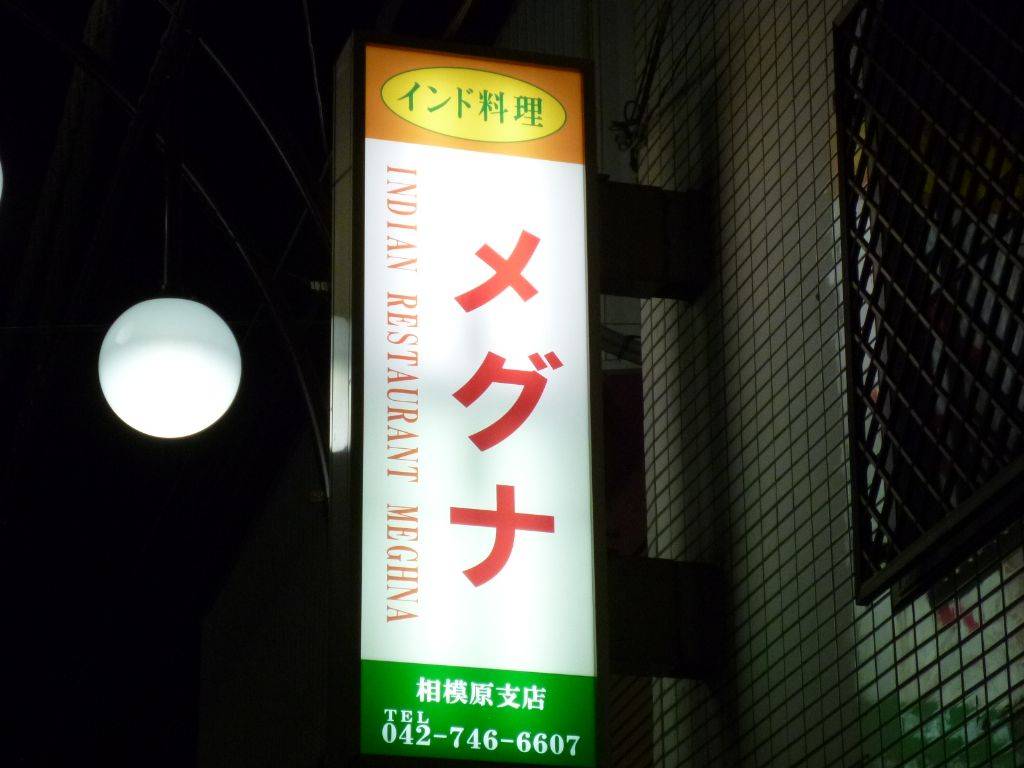 インド料理
メグナ
INDIAN RESTAURANT MEGHNA
相模原支店
TEL
042-746-6607